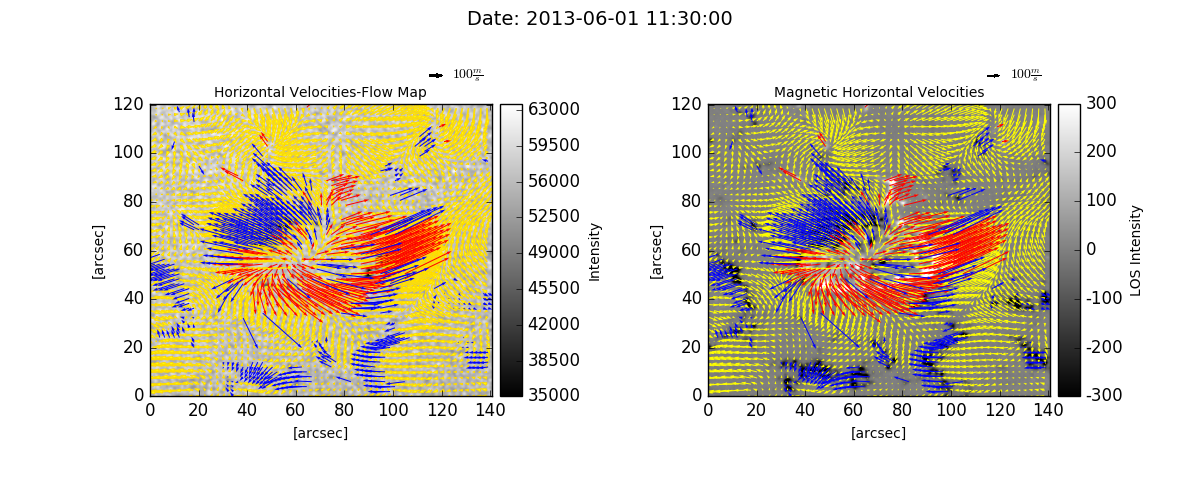 Date: 2013-06-01 11:30:00
100 m/s
100 m/s
Horizontal Velocities-Flow Map
Magnetic Horizontal Velocities
120
100
80
60
40
20
0
[arcsec]
0 20 40 60 80 100 120 140
[arcsec]
63000
59500
56000
52500
49000
45500
42000
38500
35000
Intensity
120
100
80
60
40
20
0
[arcsec]
0 20 40 60 80 100 120 140
[arcsec]
300
200
100
0
-100
-200
-300
LOS Intensity